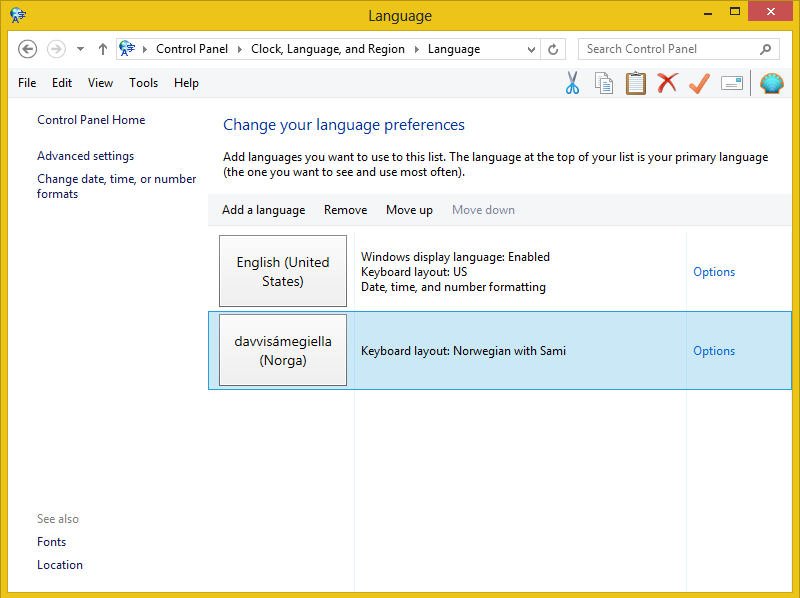 Language
Control Panel
Clock, Language, and Region
Language
Search Control Panel
File Edit View Tools Help
Control Panel Home
Advanced settings
Change date, time, or number
formats
Change your language preferences
Add languages you want to use to this list. The language at the top of your list is your primary language
(the one you want to see and use most often).
Add a language Remove Move up Move down
English (United
States)
Windows display language: Enabled
Keyboard layout: US
Date, time, and number formatting
Options
davvisámegiella
(Norga)
Keyboard layout: Norwegian with Sami
Options
See also
Fonts
Location